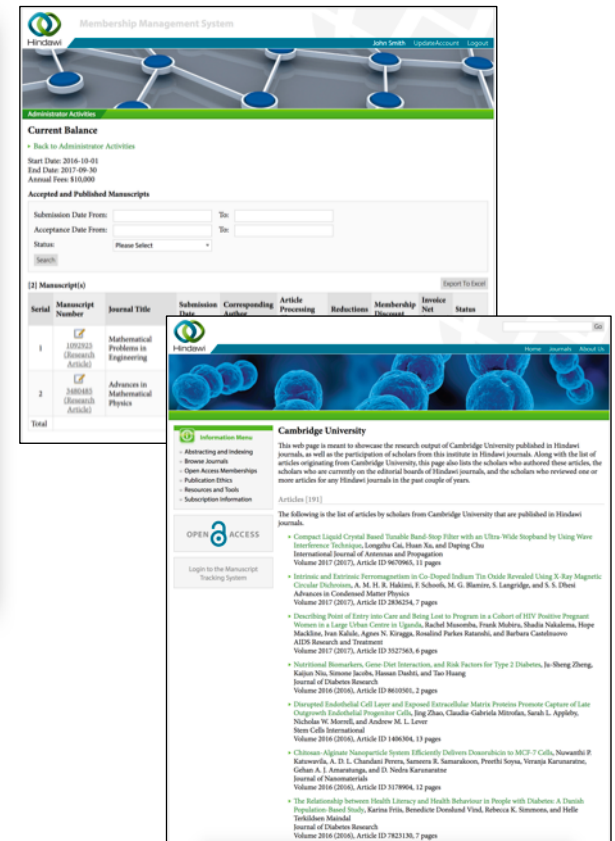 Hindawi
Membership Management System
John Smith UpdateAccount Logout
Administrator Activities
Current Balance
Back to Administrator Activities
Start Date: 2016-10-01
End Date: 2017-09-30
Annual Fees: $10,000
Accepted and Published Manuscripts
Submission Date From: To:
Acceptance Date From: To:
Status: Please Select
Search
[2] Manuscript(s) Export To Excel
Serial Manuscript Number Journal Title Submission Date Corresponding Author Article Processing Reductions Membership Discount Invoice Net Status
1 1092923 (Research Article) Mathematical Problems in Engineering
2 3480485 (Research Article) Advances in Mathematical Physics
Total
Hindawi
Go
Home Journals About Us
Information Menu
Abstracting and Indexing
Browse Journals
Open Access Memberships
Publication Ethics
Resources and Tools
Subscription Information
OPEN ACCESS
Login to the Manuscript
Tracking System
Cambridge University
This web page is meant to showcase the research output of Cambridge University published in Hindawi
journals, as well as the participation of scholars from this institute in Hindawi journals. Along with the list of
articles originating from Cambridge University, this page also lists the scholars who authored these articles, the
scholars who are currently on the editorial boards of Hindawi journals, and the scholars who reviewed one or
more articles for any Hindawi journals in the past couple of years.
Articles (191)
The following is the list of articles by scholars from Cambridge University that are published in Hindawi
journals.
Compact Liquid Crystal Based Tunable Band-Stop Filter with an Ultra-Wide Stopband by Using Wave
Interference Technique, Longzhu Cai, Huan Xu, and Daping Chu
International Journal of Antennas and Propagation
Volume 2017 (2017), Article ID 9670965, 11 pages
Intrinsic and Extrinsic Ferromagnetism in Co-Doped Indium Tin Oxide Revealed Using X-Ray Magnetic
Circular Dichroism, A. M. H. R. Hakimi, F. Schoofs, M. G. Blamire, S. Langridge, and S. S. Dhesi
Advances in Condensed Matter Physics
Volume 2017 (2017), Article ID 2836254, 7 pages
Describing Point of Entry into Care and Being Lost to Program in a Cohort of HIV Positive Pregnant
Women in a Large Urban Centre in Uganda, Rachel Musomba, Frank Mubiru, Shadia Nakalema, Hope
Mackline, Ivan Kalule, Agnes N. Kiragga, Rosalind Parkes Ratanshi, and Barbara Castelnuovo
AIDS Research and Treatment
Volume 2017 (2017), Article ID 3527563, 6 pages
Nutritional Biomarkers, Gene-Diet Interaction, and Risk Factors for Type 2 Diabetes, Ju-Sheng Zheng,
Kaijun Niu, Simone Jacobs, Hassan Dashti, and Tao Huang
Journal of Diabetes Research
Volume 2016 (2016), Article ID 8610501, 2 pages
Disrupted Endothelial Cell Layer and Exposed Extracellular Matrix Proteins Promote Capture of Late
Outgrowth Endothelial Progenitor Cells, Jing Zhao, Claudia-Gabriela Mitrofan, Sarah L. Appleby,
Nicholas W. Morrell, and Andrew M. L. Lever
Stem Cells International
Volume 2016 (2016), Article ID 1406304, 13 pages
Chitosan-Alginate Nanoparticle System Efficiently Delivers Doxorubicin to MCF-7 Cells, Nuwanthi P.
Katuwavila, A. D. L. Chandani Perera, Sameera R. Samarakoon, Preethi Soysa, Veranja Karunaratne,
Gehan A. J. Amaratunga, and D. Nedra Karunaratne
Journal of Nanomaterials
Volume 2016 (2016), Article ID 3178904, 12 pages
The Relationship between Health Literacy and Health Behaviour in People with Diabetes: A Danish
Population-Based Study, Karina Friis, Benedicte Donslund Vind, Rebecca K. Simmons, and Helle
Terkildsen Maindal
Journal of Diabetes Research
Volume 2016 (2016), Article ID 7823130, 7 pages